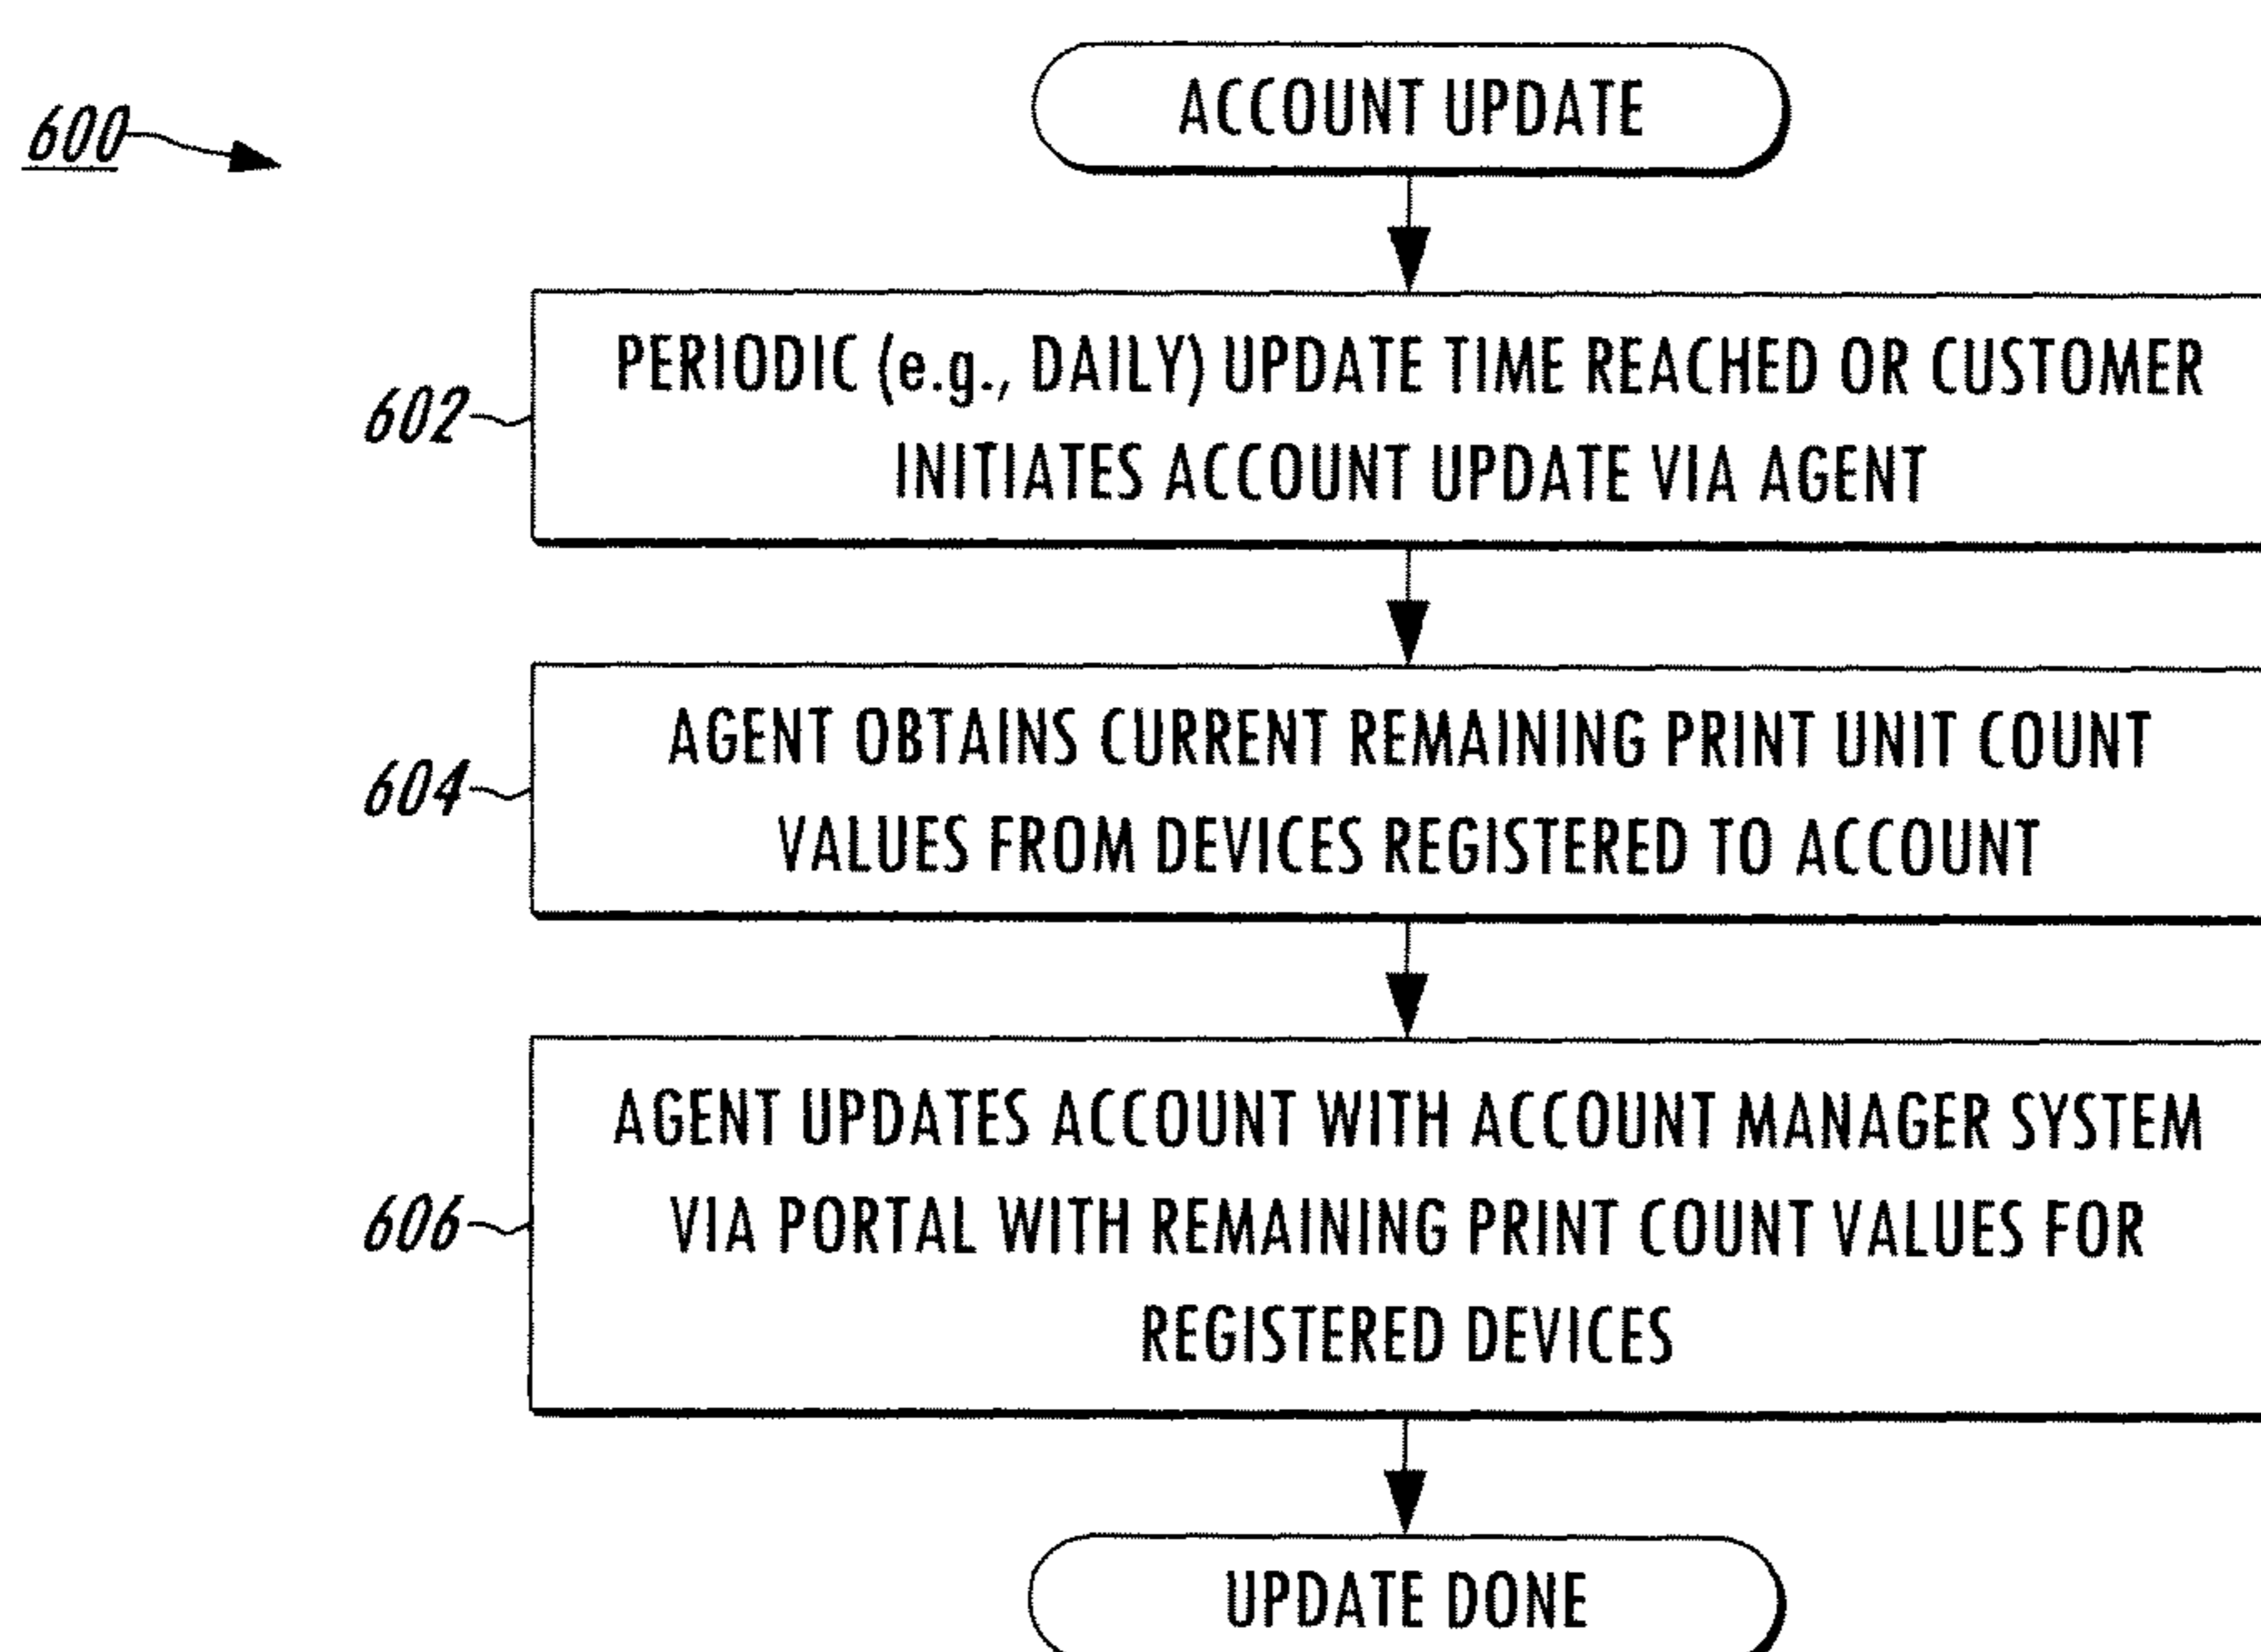 ACCOUNT UPDATE
600
PERIODIC (e.g., DAILY) UPDATE TIME REACHED OR CUSTOMER
INITIATES ACCOUNT UPDATE VIA AGENT
602
AGENT OBTAINS CURRENT REMAINING PRINT UNIT COUNT
VALUES FROM DEVICES REGISTERED TO ACCOUNT
604
AGENT UPDATES ACCOUNT WITH ACCOUNT MANAGER SYSTEM
VIA PORTAL WITH REMAINING PRINT COUNT VALUES FOR
REGISTERED DEVICES
606
UPDATE DONE